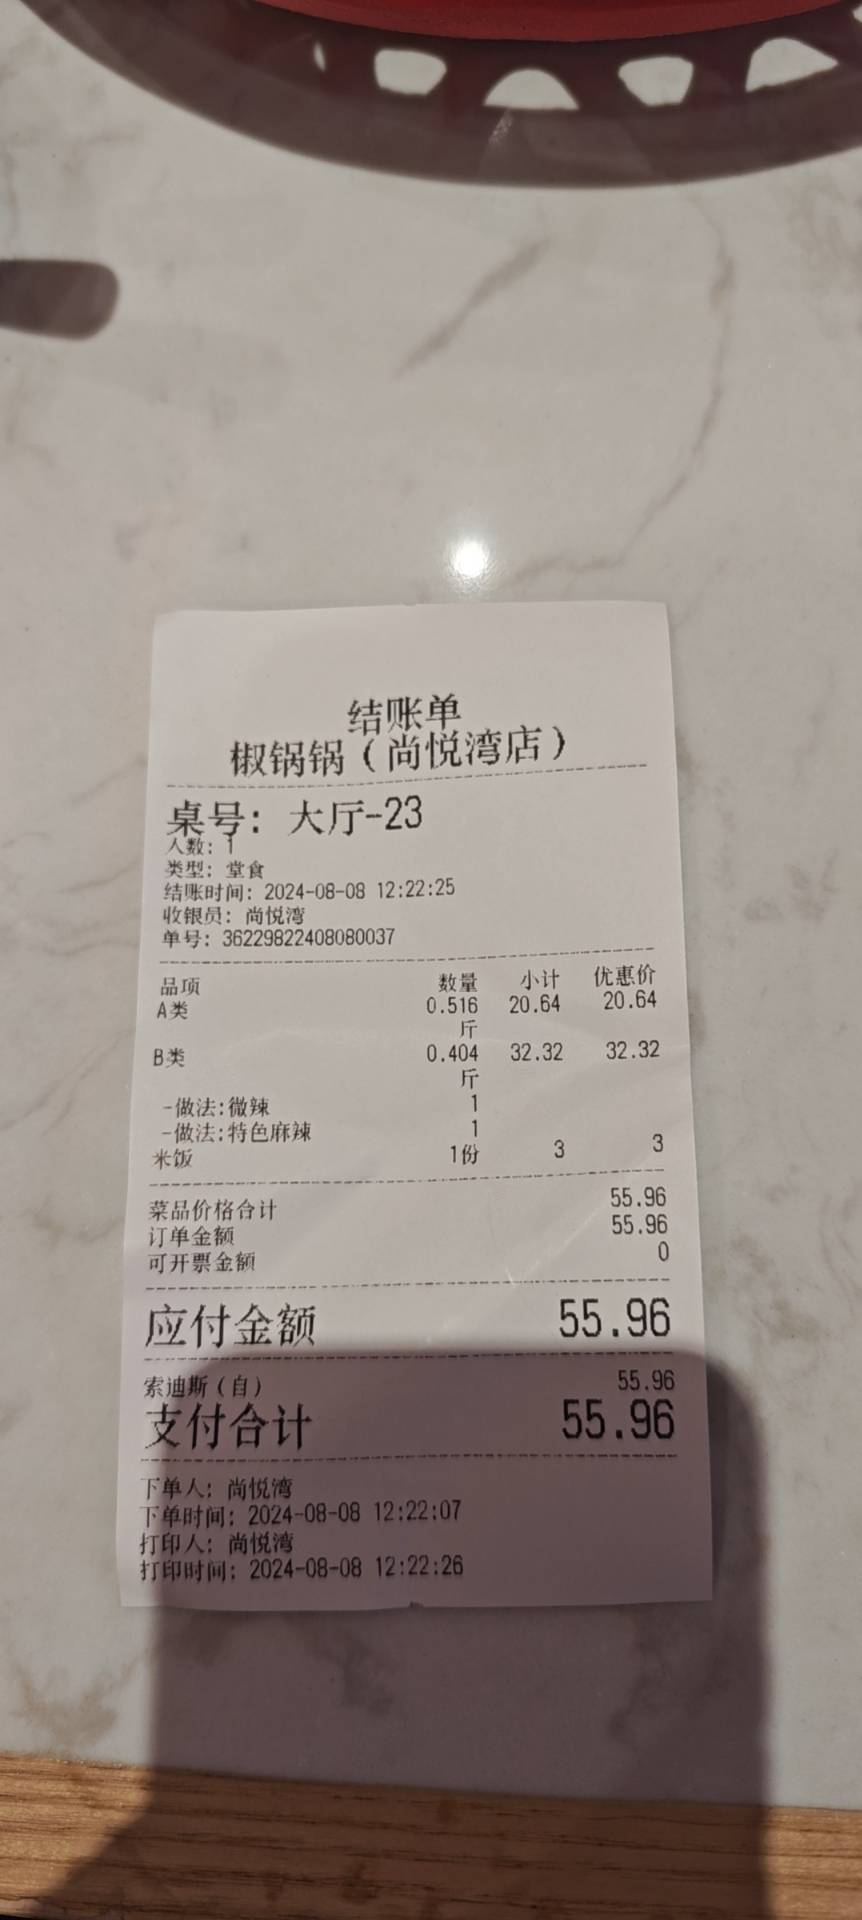 结账单
椒锅锅（尚悦湾店）
桌号: 大厅-23
人数: 1
类型: 堂食
结账时间: 2024-08-08 12:22:25
收银员: 尚悦湾
单号: 36229822408080037
品项 数量 小计 优惠价
A类 0.516 20.64 20.64
斤
B类 0.404 32.32 32.32
斤
-做法:微辣 1
-做法:特色麻辣 1
米饭 1份 3 3
菜品价格合计 55.96
订单金额 55.96
可开票金额 0
应付金额 55.96
索迪斯（自） 55.96
支付合计 55.96
下单人: 尚悦湾
下单时间: 2024-08-08 12:22:07
打印人: 尚悦湾
打印时间: 2024-08-08 12:22:26